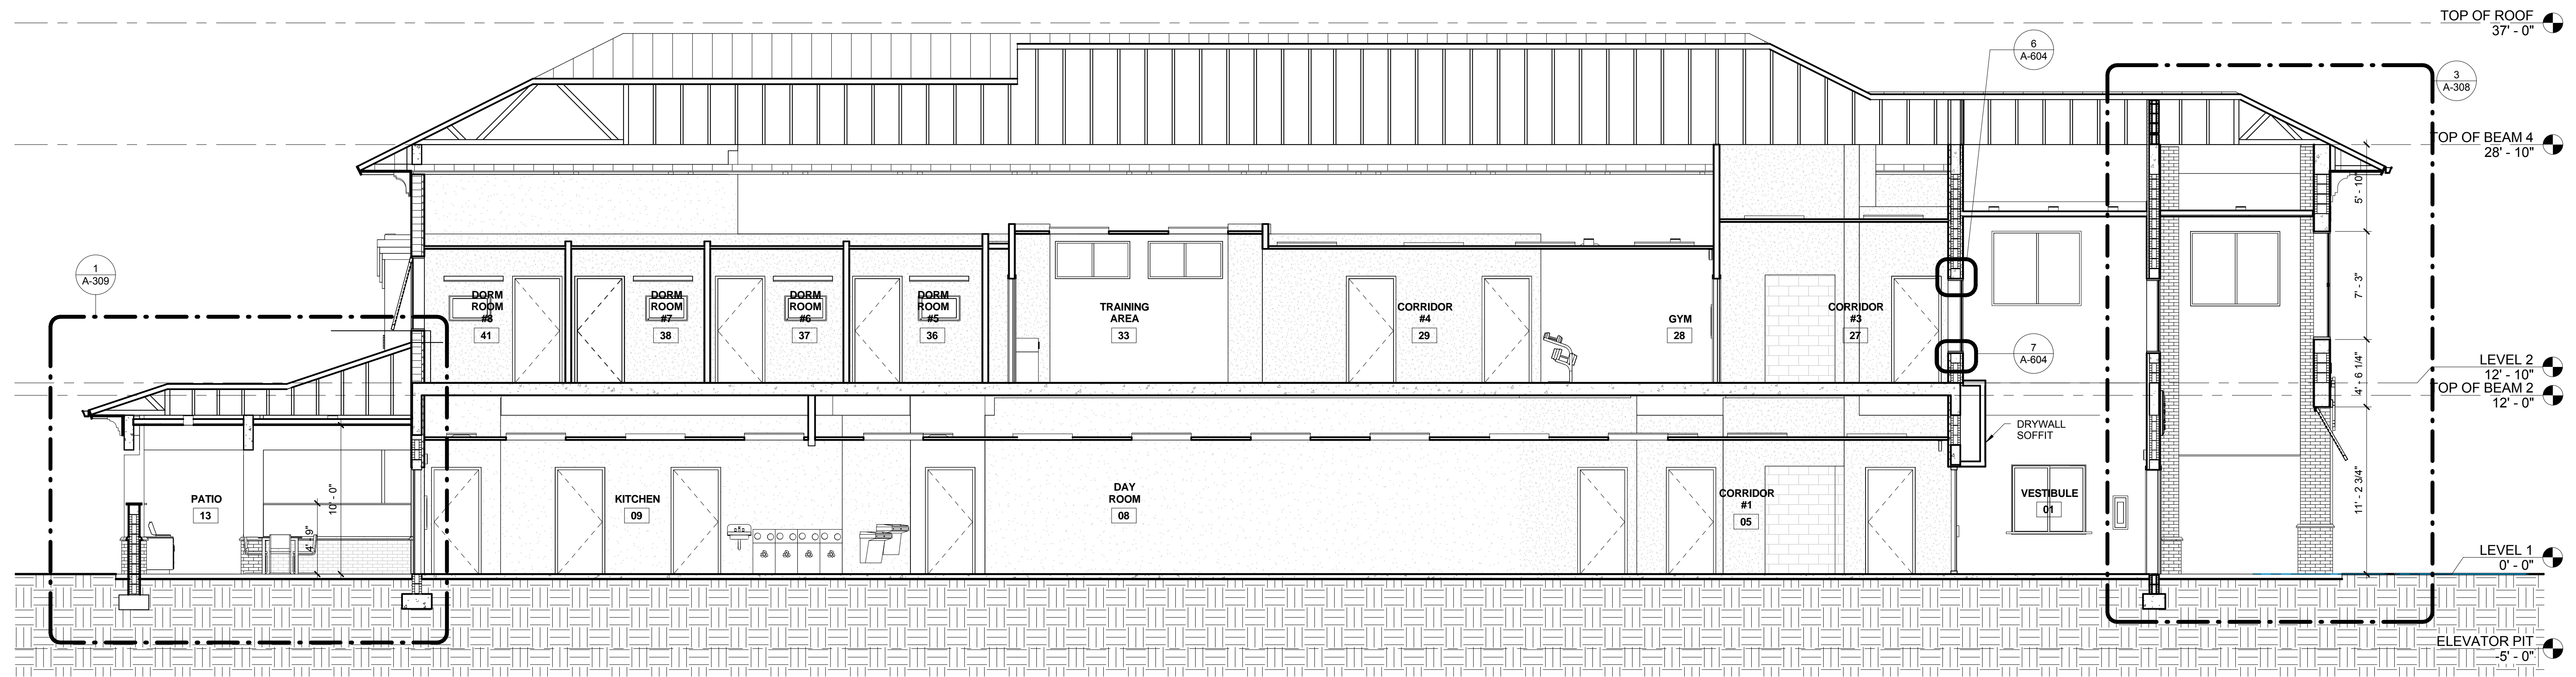 TOP OF ROOF
37' - 0"
6
A-604
3
A-308
TOP OF BEAM 4
28' - 10"
5' - 10"
1
A-309
DORM
ROOM
#8
41
DORM
ROOM
#7
38
DORM
ROOM
#6
37
DORM
ROOM
#5
36
TRAINING
AREA
33
CORRIDOR
#4
29
GYM
28
CORRIDOR
#3
27
7' - 3"
7
A-604
4' - 6 1/4"
LEVEL 2
12' - 10"
TOP OF BEAM 2
12' - 0"
DRYWALL
SOFFIT
PATIO
13
10' - 0"
4' - 9"
KITCHEN
09
DAY
ROOM
08
CORRIDOR
#1
05
VESTIBULE
01
11' - 2 3/4"
LEVEL 1
0' - 0"
ELEVATOR PIT
-5' - 0"